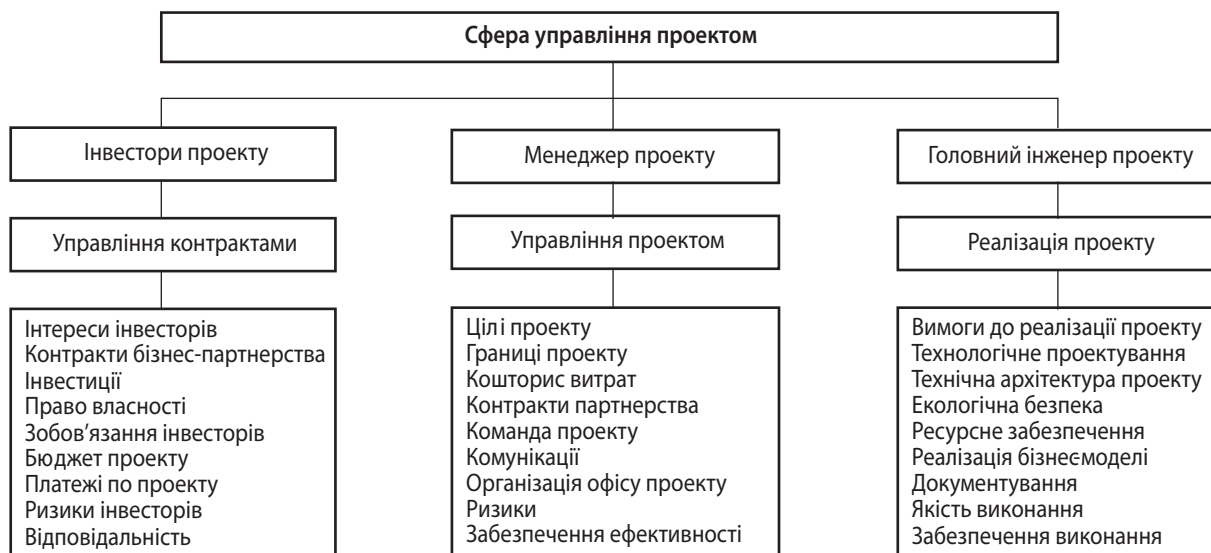 Сфера управління проектом
Інвестори проекту
Менеджер проекту
Головний інженер проекту
Управління контрактами
Управління проектом
Реалізація проекту
Інтереси інвесторів
Контракти бізнес-партнерства
Інвестиції
Право власності
Зобов’язання інвесторів
Бюджет проекту
Платежі по проекту
Ризики інвесторів
Відповідальність
Цілі проекту
Границі проекту
Кошторис витрат
Контракти партнерства
Команда проекту
Комунікації
Організація офісу проекту
Ризики
Забезпечення ефективності
Вимоги до реалізації проекту
Технологічне проектування
Технічна архітектура проекту
Екологічна безпека
Ресурсне забезпечення
Реалізація бізнес-моделі
Документування
Якість виконання
Забезпечення виконання